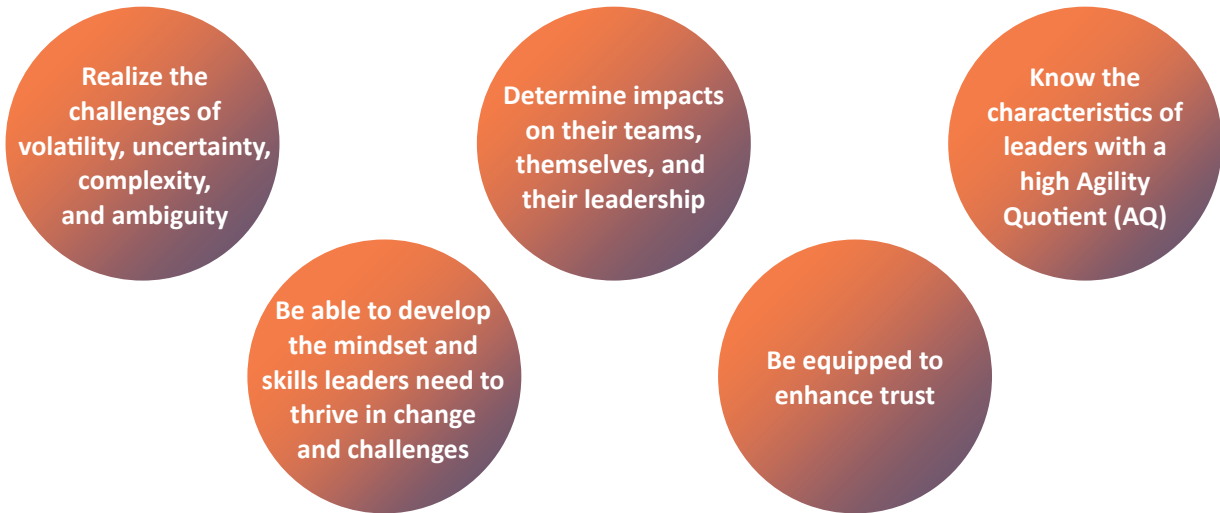 Realize the
challenges of
volatility, uncertainty,
complexity,
and ambiguity
Determine impacts
on their teams,
themselves, and
their leadership
Know the
characteristics of
leaders with a
high Agility
Quotient (AQ)
Be able to develop
the mindset and
skills leaders need to
thrive in change
and challenges
Be equipped to
enhance trust